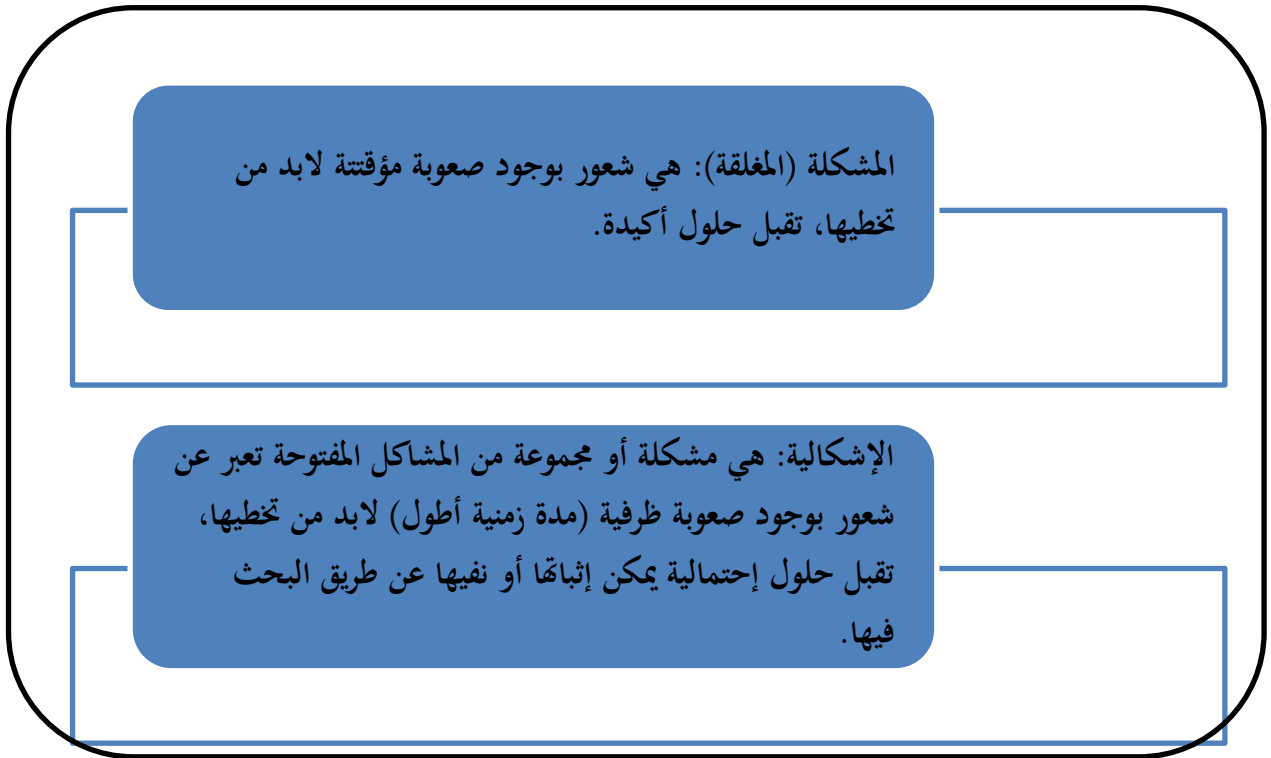 المشكلة (المغلقة): هي شعور بوجود صعوبة مؤقتتة لابد من
تخطيها، تقبل حلول أكيدة.
الإشكالية: هي مشكلة أو مجموعة من المشاكل المفتوحة تعبر عن
شعور بوجود صعوبة ظرفية (مدة زمنية أطول) لابد من تخطيها،
تقبل حلول إحتمالية يمكن إثباتها أو نفيها عن طريق البحث
فيها.